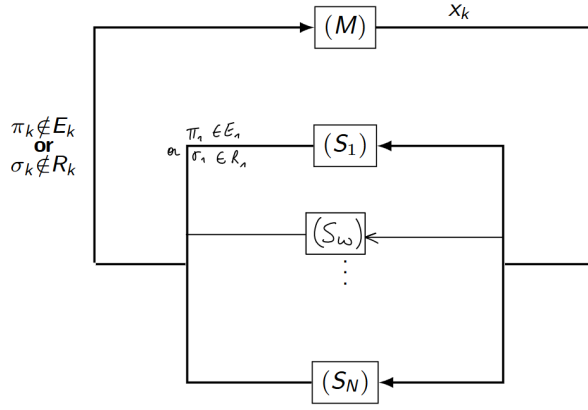 (M)
x_k
π_k∉E_k
or
σ_k∉R_k
π_1 ∈ E_1
or σ_1 ∈ R_1
(S_1)
(S_ω)
⋮
(S_N)